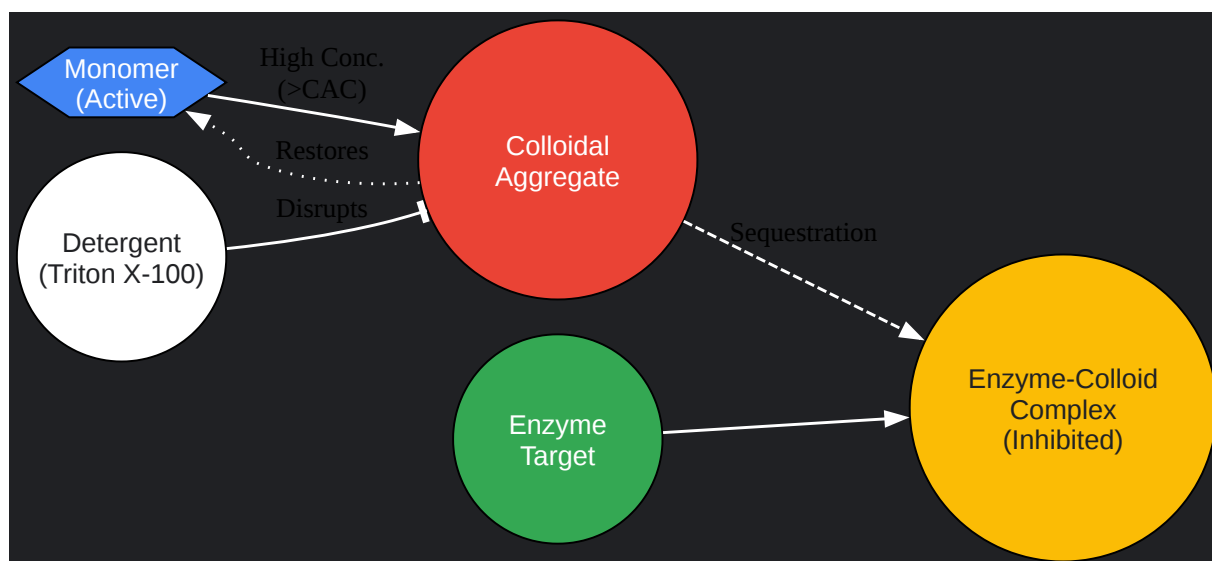 Monomer
(Active)
High Conc.
(>CAC)
Restores
Disrupts
Detergent
(Triton X-100)
Colloidal
Aggregate
Sequestration
Enzyme
Target
Enzyme-Colloid
Complex
(Inhibited)